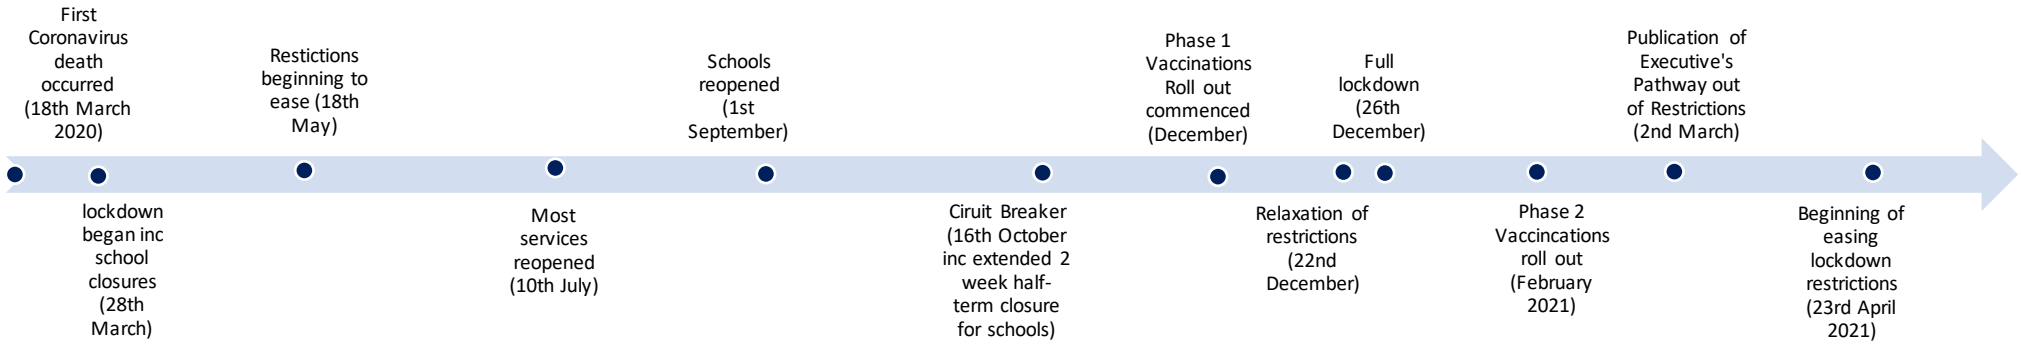 First
Coronavirus
death
occurred
(18th March
2020)
lockdown
began inc
school
closures
(28th
March)
Restictions
beginning to
ease (18th
May)
Most
services
reopened
(10th July)
Schools
reopened
(1st
September)
Ciruit Breaker
(16th October
inc extended 2
week half-
term closure
for schools)
Phase 1
Vaccinations
Roll out
commenced
(December)
Relaxation of
restrictions
(22nd
December)
Full
lockdown
(26th
December)
Phase 2
Vaccincations
roll out
(February
2021)
Publication of
Executive's
Pathway out
of Restrictions
(2nd March)
Beginning of
easing
lockdown
restrictions
(23rd April
2021)